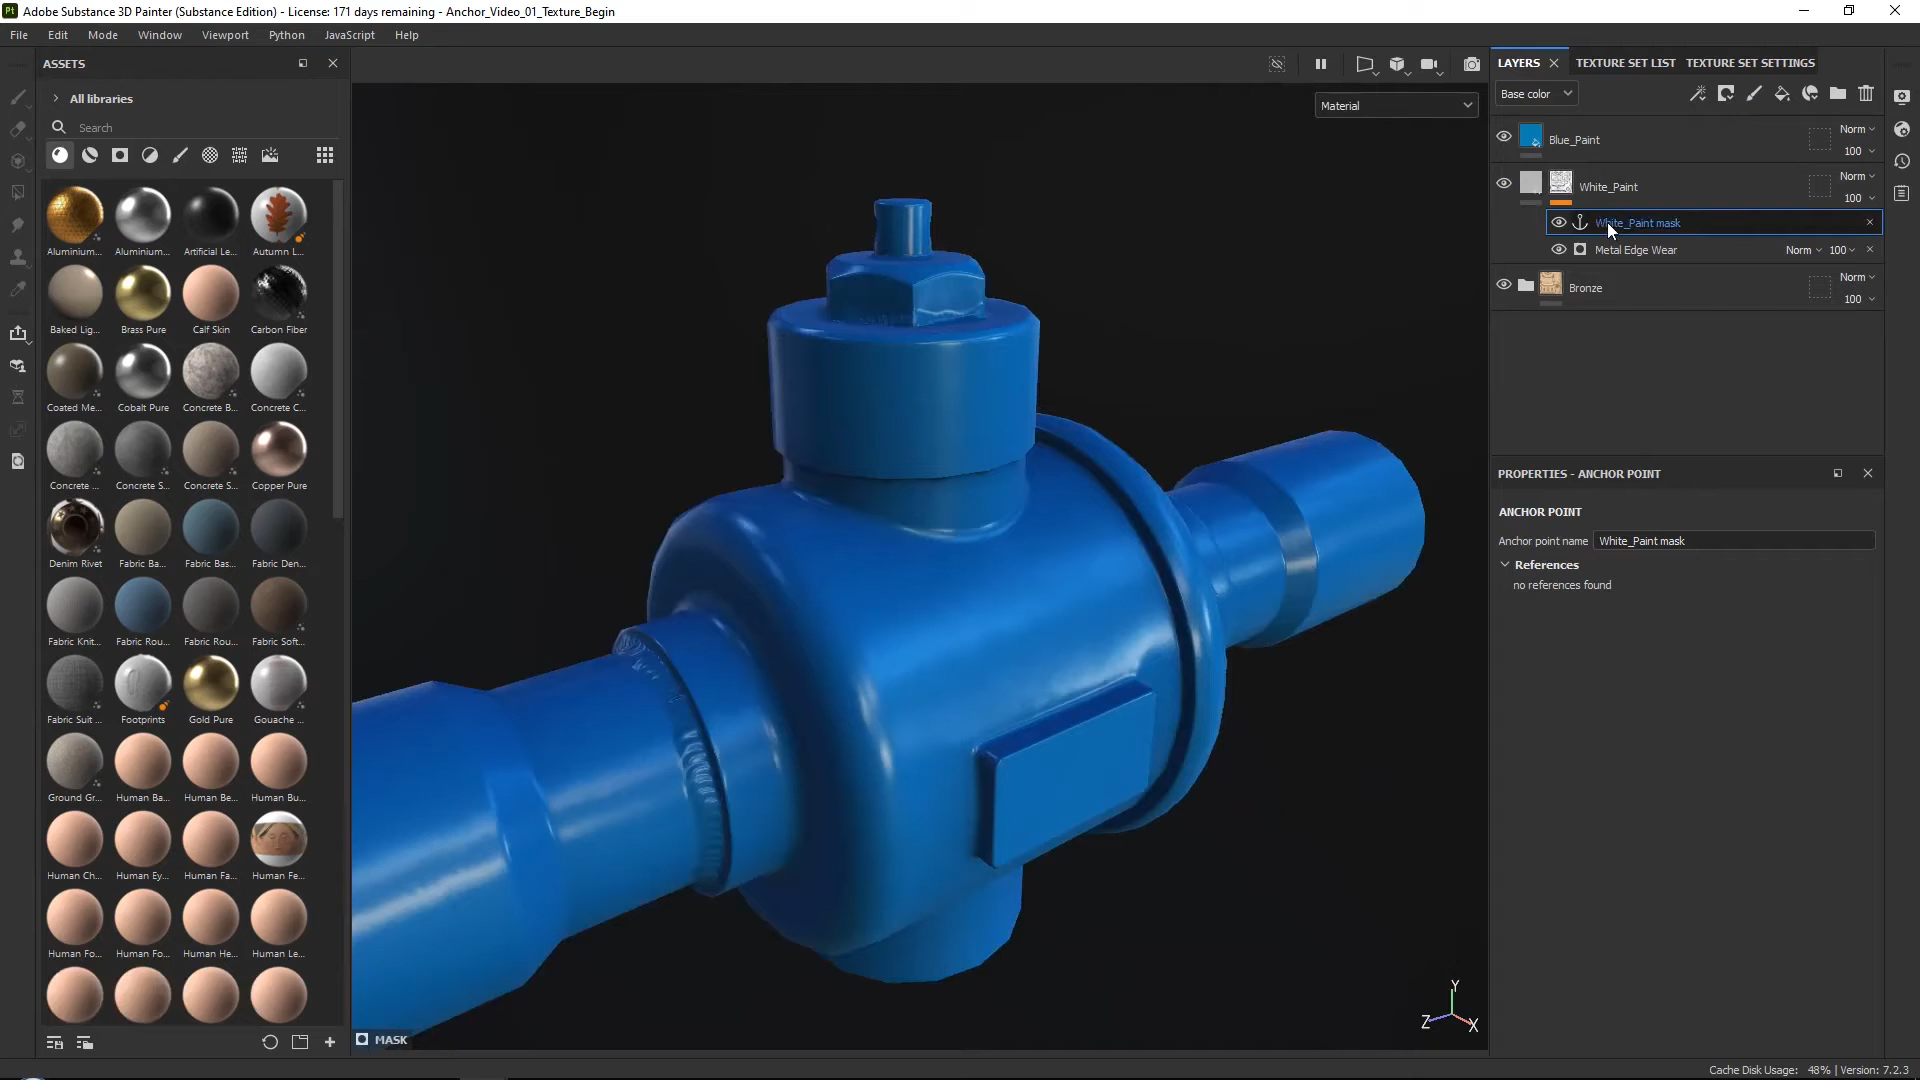 Pt Adobe Substance 3D Painter (Substance Edition) - License: 171 days remaining - Anchor_Video_01_Texture_Begin
File Edit Mode Window Viewport Python JavaScript Help
ASSETS
All libraries
Search
Aluminium... Aluminium... Artificial Le... Autumn L...
Baked Lig... Brass Pure Calf Skin Carbon Fiber
Coated Me... Cobalt Pure Concrete B... Concrete C...
Concrete ... Concrete S... Concrete S... Copper Pure
Denim Rivet Fabric Ba... Fabric Bas... Fabric Den...
Fabric Knit... Fabric Rou... Fabric Rou... Fabric Soft...
Fabric Suit ... Footprints Gold Pure Gouache ...
Ground Gr... Human Ba... Human Be... Human Bu...
Human Ch... Human Ey... Human Fa... Human Fe...
Human Fo... Human Fo... Human He... Human Le...
Material
MASK
Y
Z X
LAYERS TEXTURE SET LIST TEXTURE SET SETTINGS
Base color
Blue_Paint Norm
100
White_Paint Norm
100
White_Paint mask
Metal Edge Wear Norm 100
Bronze Norm
100
PROPERTIES - ANCHOR POINT
ANCHOR POINT
Anchor point name White_Paint mask
References
no references found
Cache Disk Usage: 48% | Version: 7.2.3